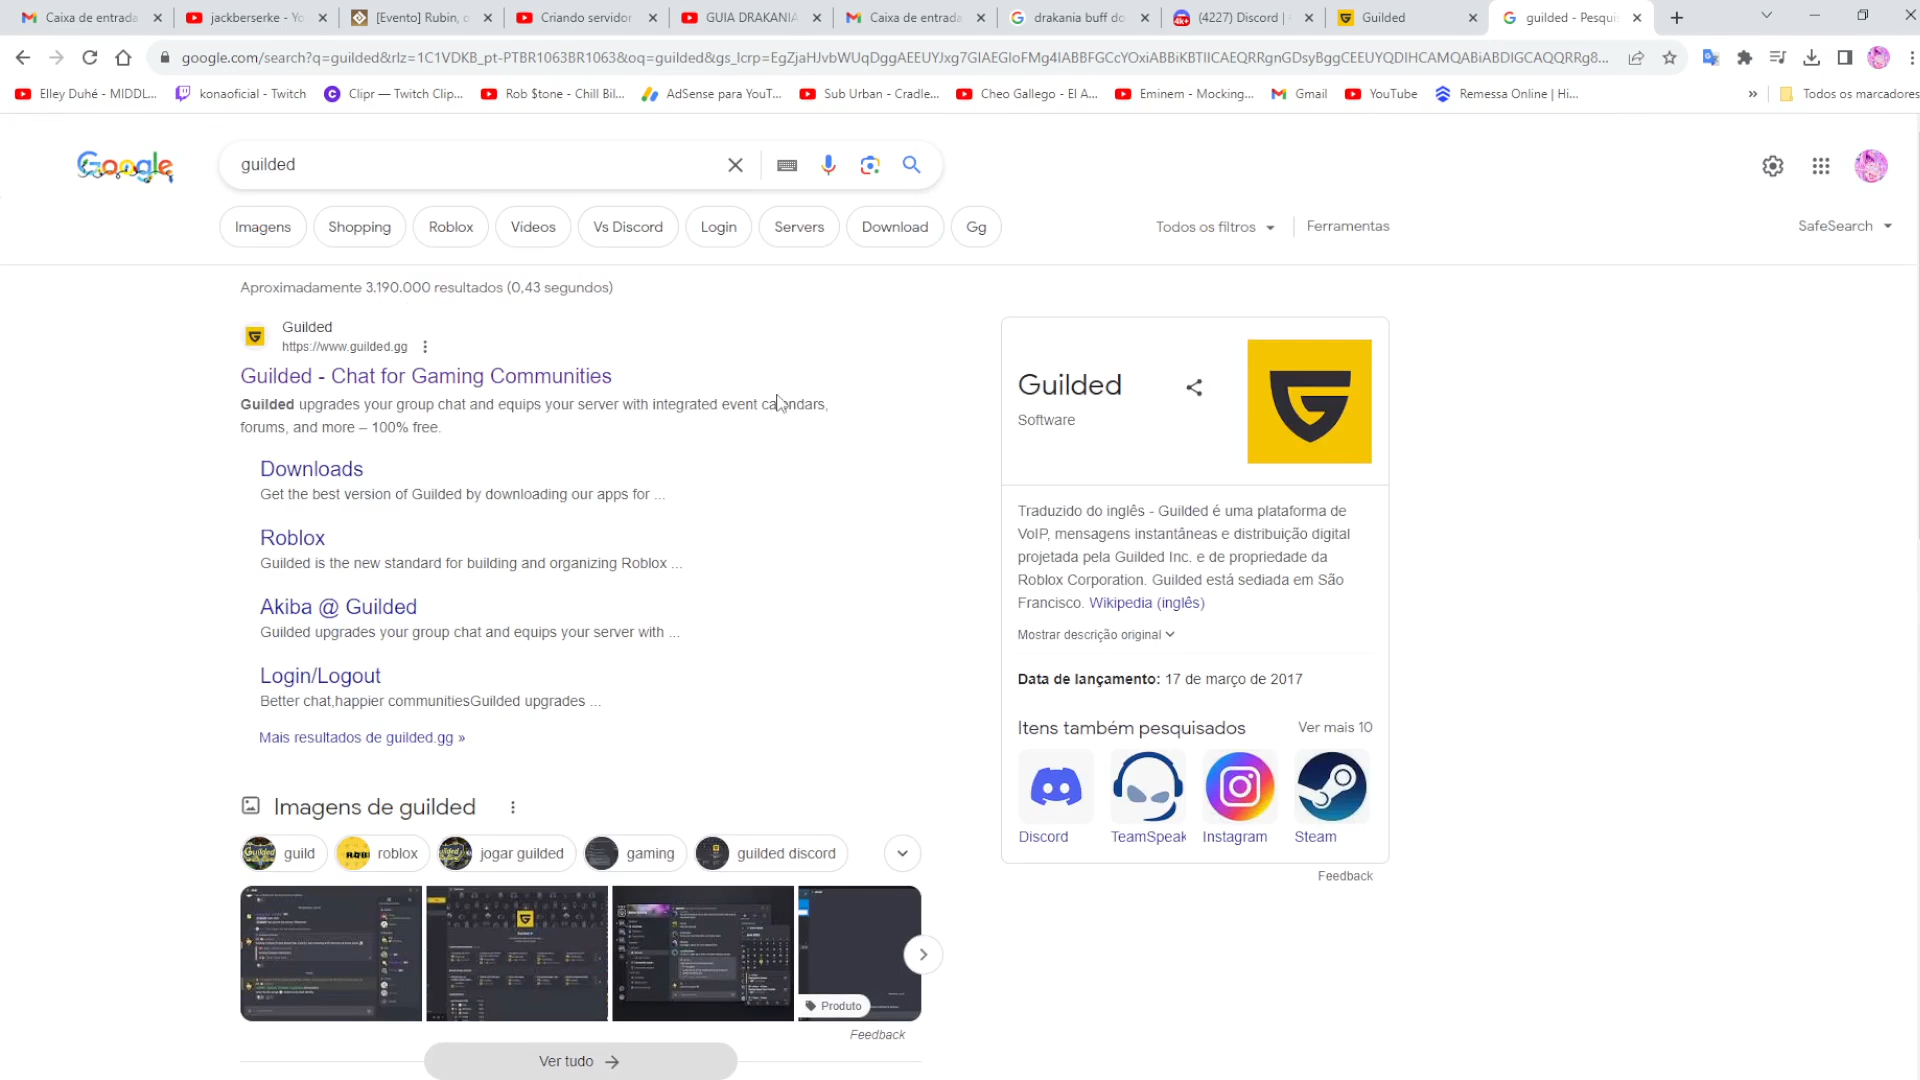 Caixa de entrada
jackberserke - Yo
[Evento] Rubin, o
Criando servidor
GUIA DRAKANIA
Caixa de entrada
drakania buff do
(4227) Discord |
Guilded
guilded - Pesqui
google.com/search?q=guilded&rlz=1C1VDKB_pt-PTBR1063BR1063&oq=guilded&gs_lcrp=EgZjaHJvbWUqDggAEEUYJxg7GIAEGIoFMg4IABBFGCcYOxiABBiKBTIICAEQRRgnGDsyBggCEEUYQDIHCAMQABiABDIGCAQQRRg8...
Elley Duhé - MIDDL...
konaoficial - Twitch
Clipr — Twitch Clip...
Rob $tone - Chill Bil...
AdSense para YouT...
Sub Urban - Cradle...
Cheo Gallego - El A...
Eminem - Mocking...
Gmail
YouTube
Remessa Online | Hi...
»
Todos os marcadores
Google
guilded
Imagens
Shopping
Roblox
Vídeos
Vs Discord
Login
Servers
Download
Gg
Todos os filtros
Ferramentas
SafeSearch
Aproximadamente 3.190.000 resultados (0,43 segundos)
Guilded
https://www.guilded.gg
Guilded - Chat for Gaming Communities
Guilded upgrades your group chat and equips your server with integrated event calendars,
forums, and more – 100% free.
Downloads
Get the best version of Guilded by downloading our apps for ...
Roblox
Guilded is the new standard for building and organizing Roblox ...
Akiba @ Guilded
Guilded upgrades your group chat and equips your server with ...
Login/Logout
Better chat,happier communitiesGuilded upgrades ...
Mais resultados de guilded.gg »
Imagens de guilded
guild
roblox
jogar guilded
gaming
guilded discord
Produto
Feedback
Ver tudo
Guilded
Software
Traduzido do inglês - Guilded é uma plataforma de
VoIP, mensagens instantâneas e distribuição digital
projetada pela Guilded Inc. e de propriedade da
Roblox Corporation. Guilded está sediada em São
Francisco. Wikipedia (inglês)
Mostrar descrição original
Data de lançamento: 17 de março de 2017
Itens também pesquisados
Ver mais 10
Discord
TeamSpeak
Instagram
Steam
Feedback